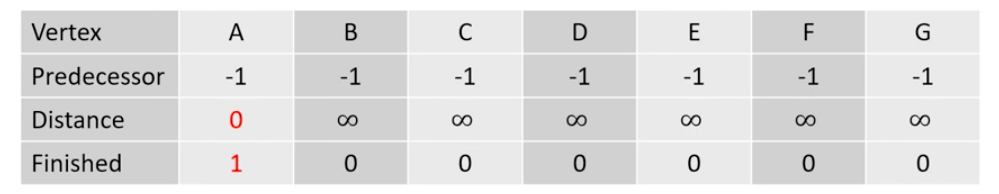 Vertex A B C D E F G
Predecessor -1 -1 -1 -1 -1 -1 -1
Distance 0 ∞ ∞ ∞ ∞ ∞ ∞
Finished 1 0 0 0 0 0 0